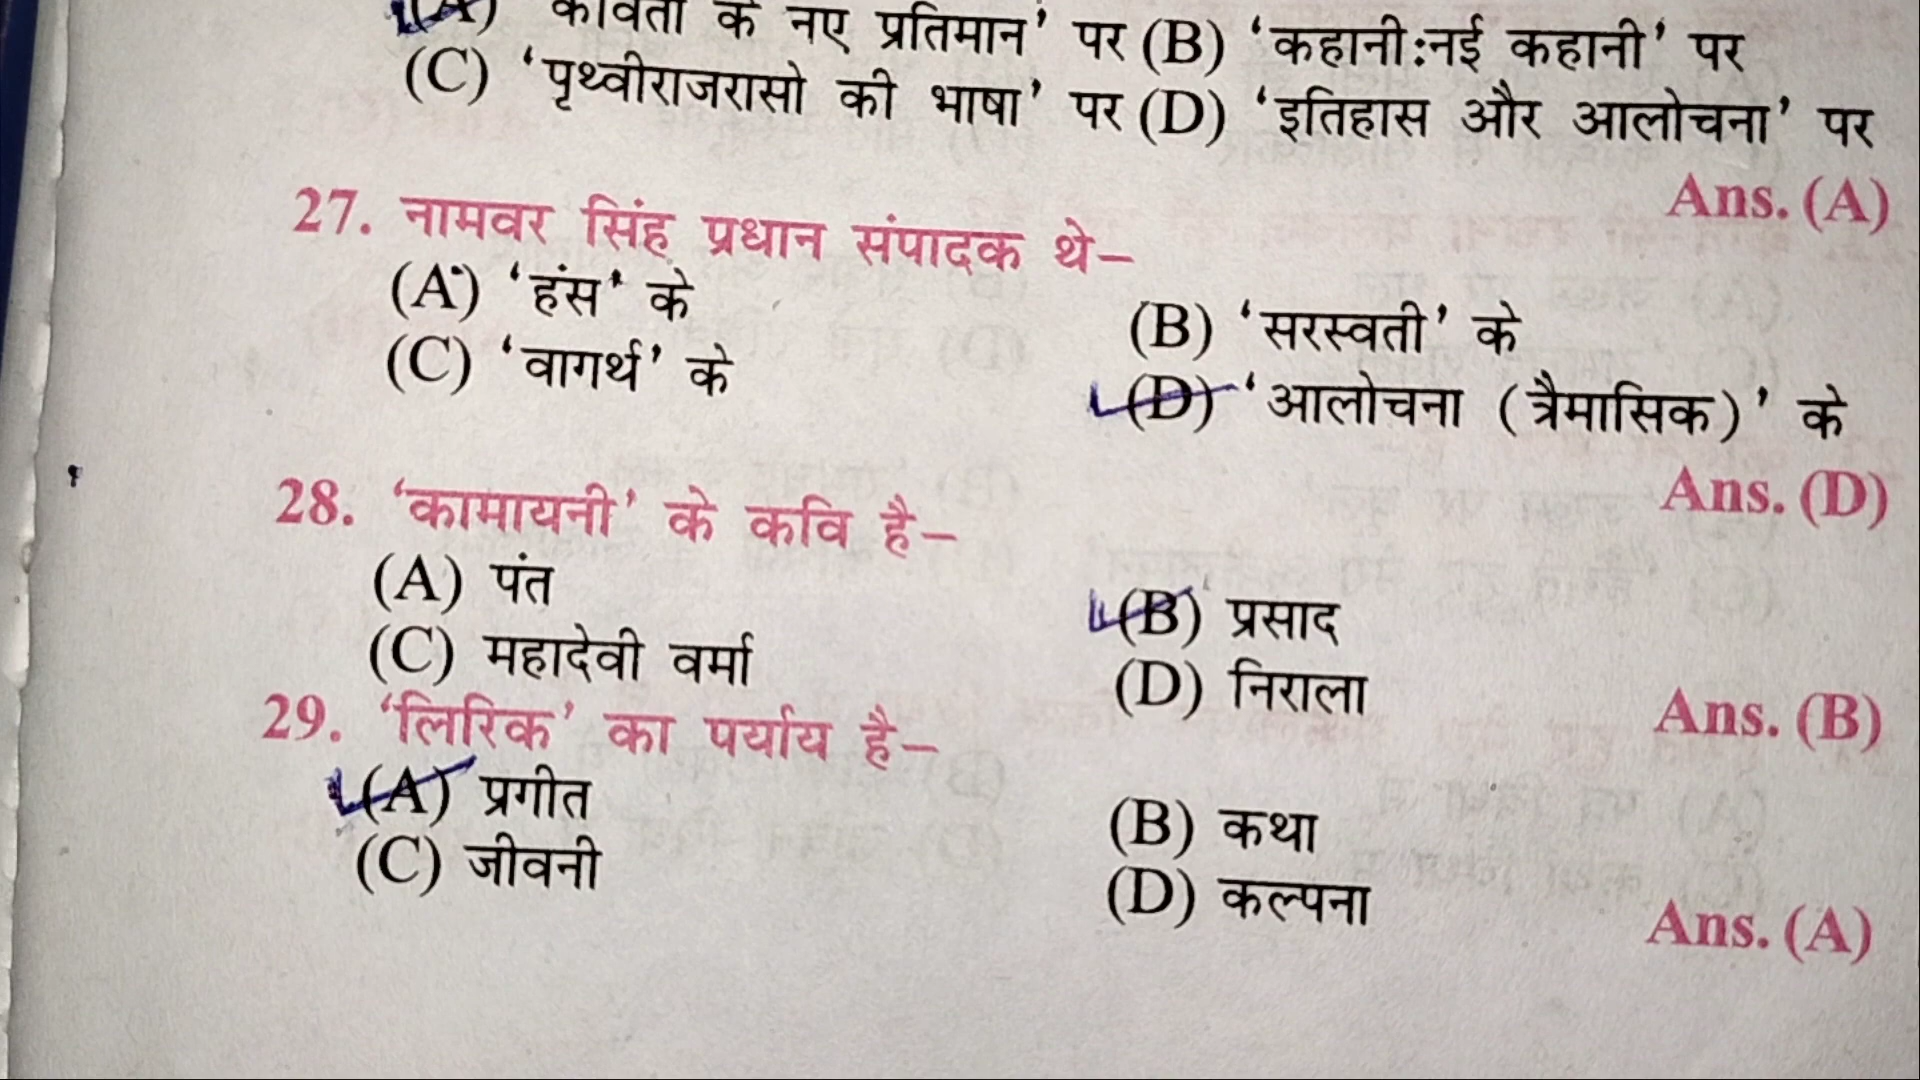 (A) ‘कविता के नए प्रतिमान’ पर (B) ‘कहानी:नई कहानी’ पर
(C) ‘पृथ्वीराजरासो की भाषा’ पर (D) ‘इतिहास और आलोचना’ पर
Ans. (A)
27. नामवर सिंह प्रधान संपादक थे–
(A) ‘हंस’ के
(B) ‘सरस्वती’ के
(C) ‘वागर्थ’ के
(D) ‘आलोचना (त्रैमासिक)’ के
Ans. (D)
28. ‘कामायनी’ के कवि है–
(A) पंत
(B) प्रसाद
(C) महादेवी वर्मा
(D) निराला
Ans. (B)
29. ‘लिरिक’ का पर्याय है–
(A) प्रगीत
(B) कथा
(C) जीवनी
(D) कल्पना
Ans. (A)